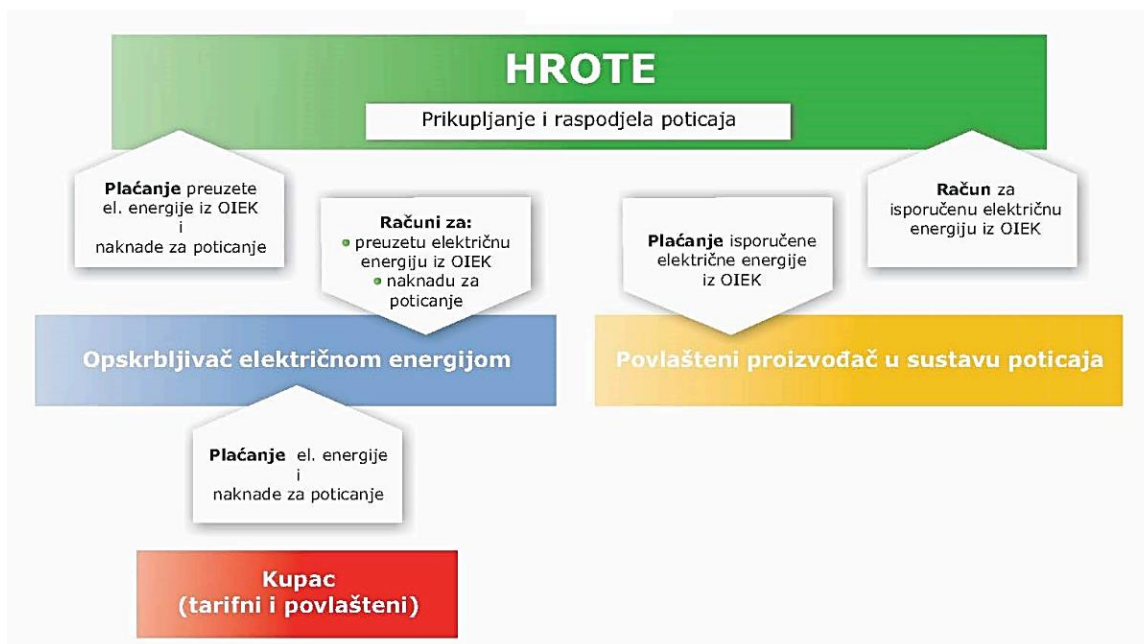 HROTE
Prikupljanje i raspodjela poticaja
Plaćanje preuzete
el. energije iz OIEK
i
naknade za poticanje
Računi za:
• preuzetu električnu
energiju iz OIEK
• naknadu za
poticanje
Plaćanje isporučene
električne energije
iz OIEK
Račun za
isporučenu električnu
energiju iz OIEK
Opskrbljivač električnom energijom
Povlašteni proizvođač u sustavu poticaja
Plaćanje el. energije
i
naknade za poticanje
Kupac
(tarifni i povlašteni)